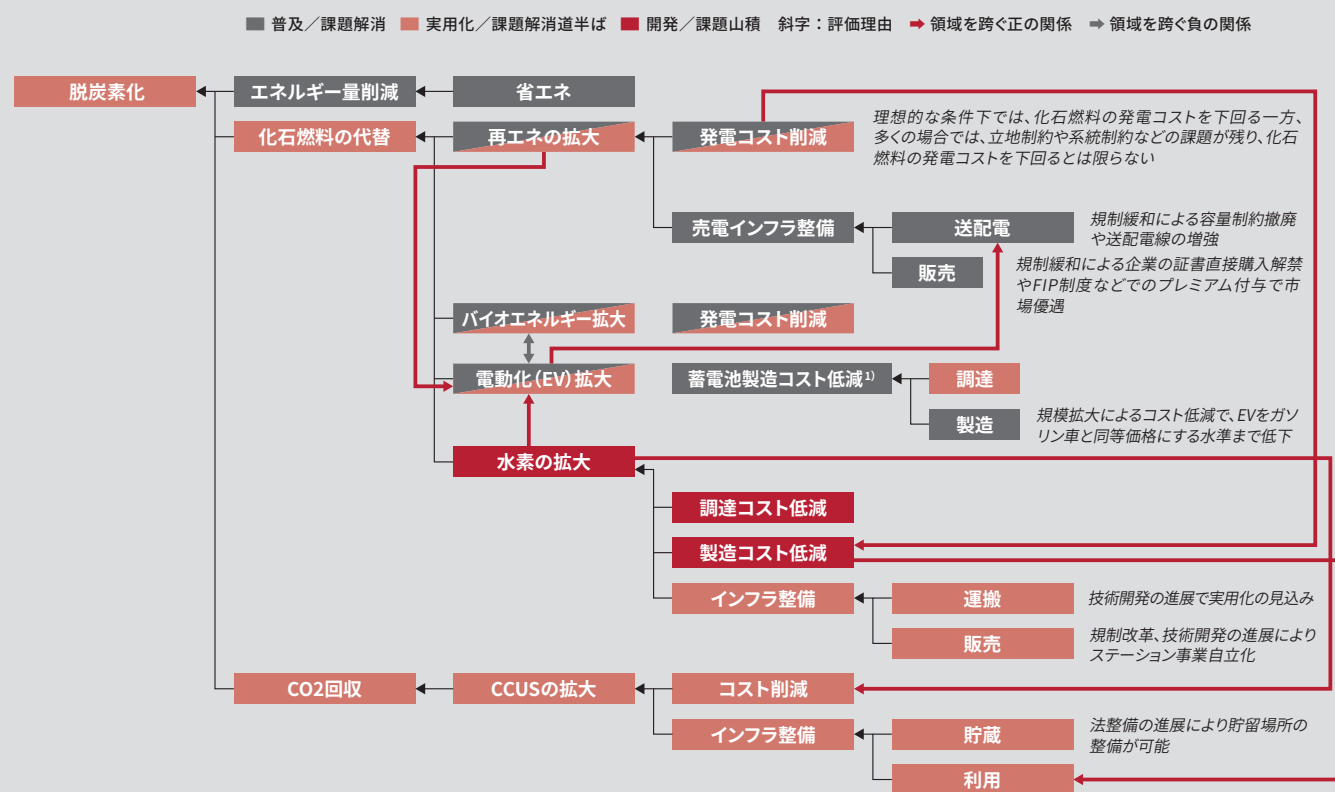 普及／課題解消 実用化／課題解消道半ば 開発／課題山積 斜字：評価理由 領域を跨ぐ正の関係 領域を跨ぐ負の関係
脱炭素化
エネルギー量削減
省エネ
化石燃料の代替
再エネの拡大
発電コスト削減
理想的な条件下では、化石燃料の発電コストを下回る一方、
多くの場合では、立地制約や系統制約などの課題が残り、化石
燃料の発電コストを下回るとは限らない
売電インフラ整備
送配電
規制緩和による容量制約撤廃
や送配電線の増強
販売
規制緩和による企業の証書直接購入解禁
やFIP制度などでのプレミアム付与で市
場優遇
バイオエネルギー拡大
発電コスト削減
電動化（EV）拡大
蓄電池製造コスト低減1)
調達
製造
規模拡大によるコスト低減で、EVをガソ
リン車と同等価格にする水準まで低下
水素の拡大
調達コスト低減
製造コスト低減
インフラ整備
運搬
技術開発の進展で実用化の見込み
販売
規制改革、技術開発の進展により
ステーション事業自立化
CO2回収
CCUSの拡大
コスト削減
インフラ整備
貯蔵
法整備の進展により貯留場所の
整備が可能
利用